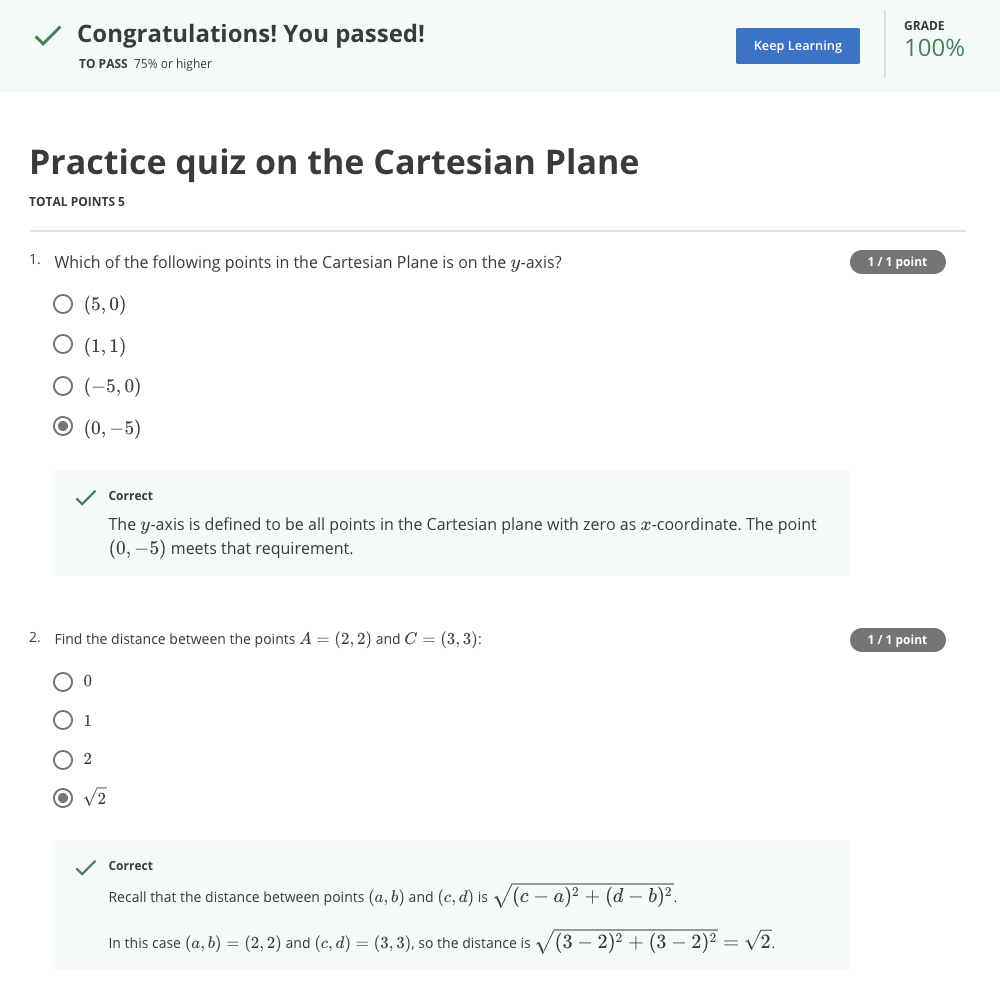 Congratulations! You passed!
TO PASS 75% or higher
Keep Learning
GRADE
100%
Practice quiz on the Cartesian Plane
TOTAL POINTS 5
1. Which of the following points in the Cartesian Plane is on the y-axis?
1 / 1 point
(5, 0)
(1, 1)
(−5, 0)
(0, −5)
Correct
The y-axis is defined to be all points in the Cartesian plane with zero as x-coordinate. The point
(0, −5) meets that requirement.
2. Find the distance between the points A = (2, 2) and C = (3, 3):
1 / 1 point
0
1
2
√2
Correct
Recall that the distance between points (a, b) and (c, d) is √(c − a)² + (d − b)².
In this case (a, b) = (2, 2) and (c, d) = (3, 3), so the distance is √(3 − 2)² + (3 − 2)² = √2.